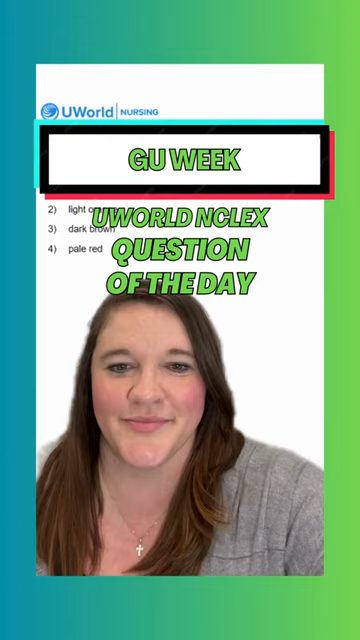 UWorld NURSING
GU WEEK
2) light
3) dark brown
4) pale red
UWORLD NCLEX
QUESTION
OF THE DAY